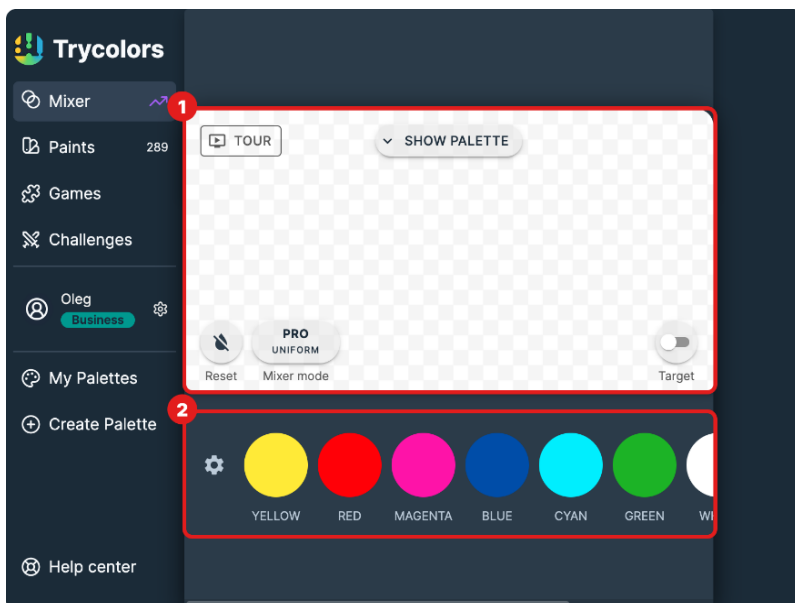 Trycolors
Mixer
Paints 289
Games
Challenges
Oleg
Business
My Palettes
Create Palette
Help center
1
TOUR
SHOW PALETTE
PRO
UNIFORM
Reset
Mixer mode
Target
2
YELLOW RED MAGENTA BLUE CYAN GREEN